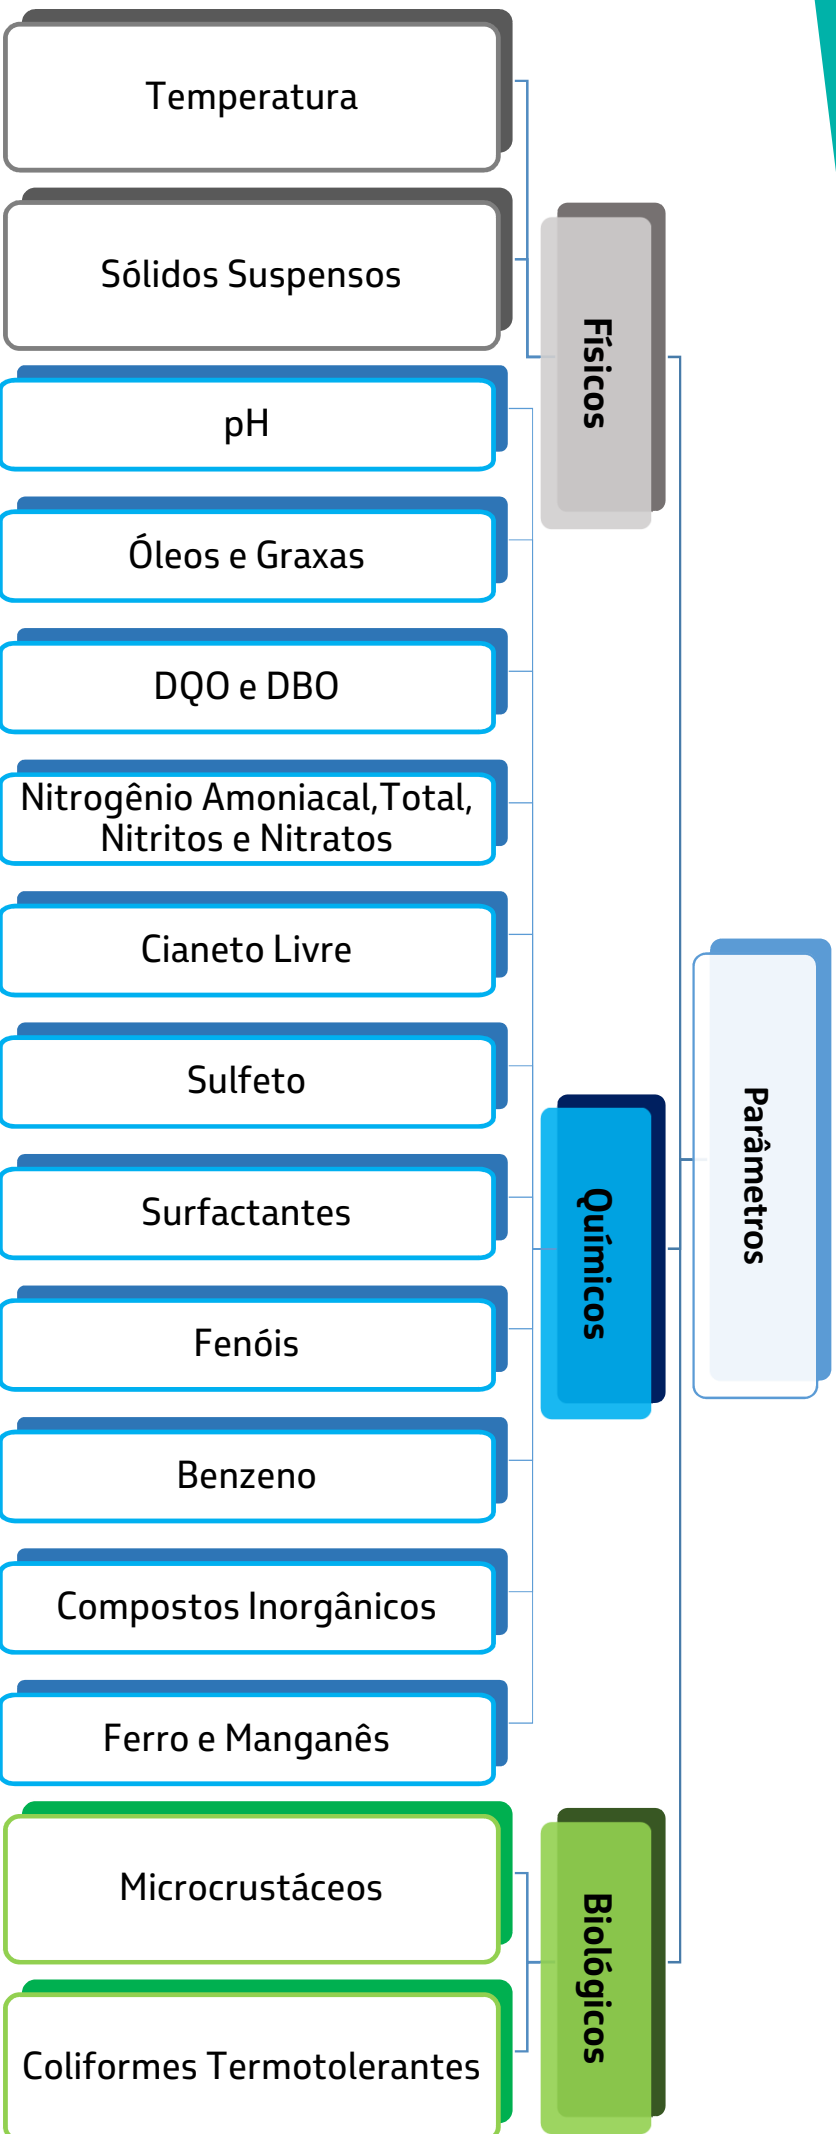 Temperatura
Sólidos Suspensos
Físicos
pH
Óleos e Graxas
DQO e DBO
Nitrogênio Amoniacal,Total,
Nitritos e Nitratos
Cianeto Livre
Sulfeto
Surfactantes
Fenóis
Benzeno
Compostos Inorgânicos
Ferro e Manganês
Químicos
Parâmetros
Microcrustáceos
Coliformes Termotolerantes
Biológicos